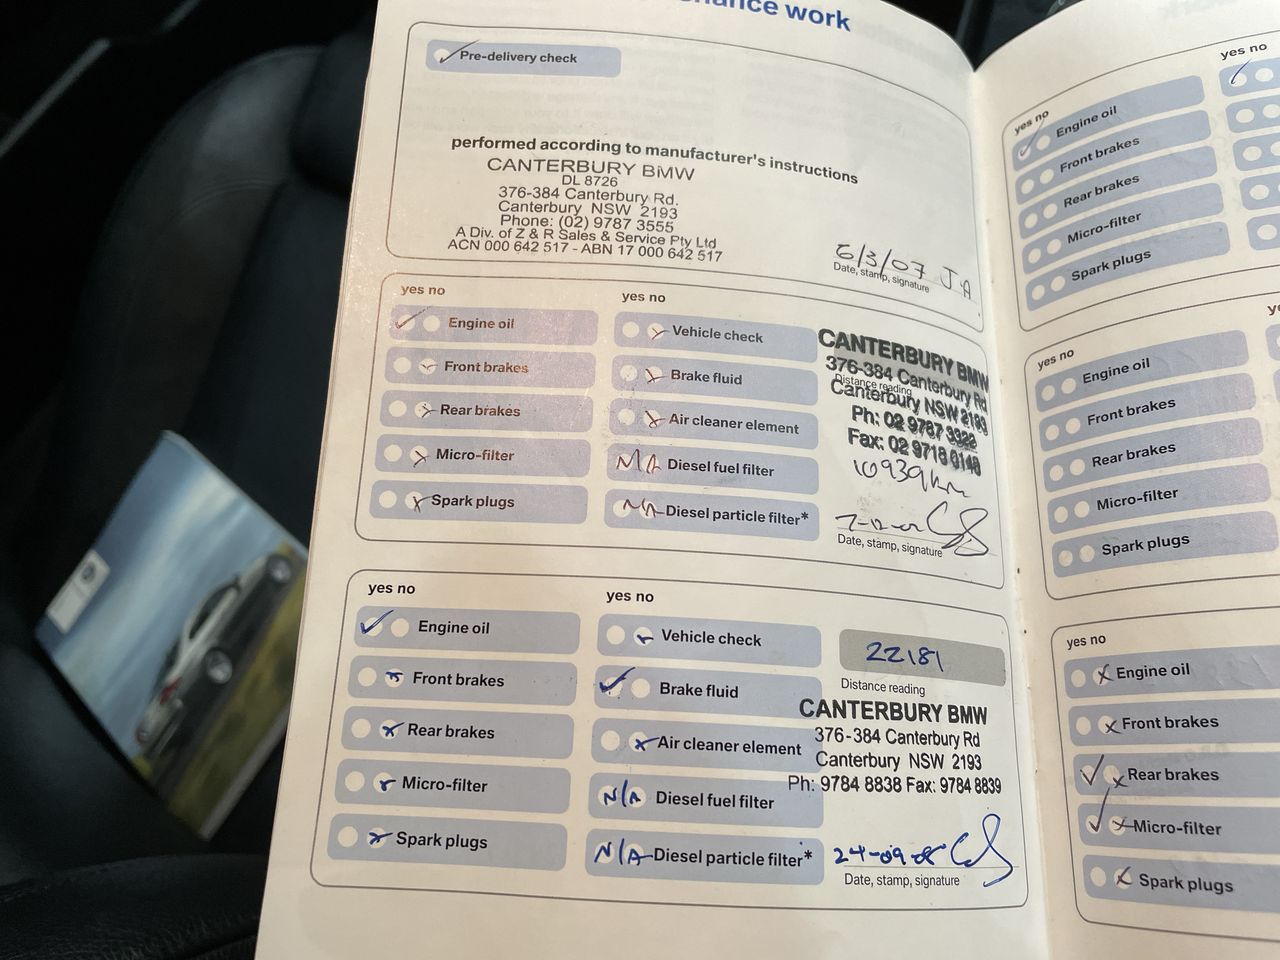 work
Pre-delivery check
performed according to manufacturer's instructions
CANTERBURY BMW
DL 8726
376-384 Canterbury Rd.
Canterbury NSW 2193
Phone: (02) 9787 3555
A Div. of Z & R Sales & Service Pty Ltd
ACN 000 642 517 - ABN 17 000 642 517
6/3/07 J A
Date, stamp, signature
yes no
Engine oil
Front brakes
Rear brakes
Micro-filter
Spark plugs
yes no
Vehicle check
Brake fluid
Air cleaner element
N/A Diesel fuel filter
N/A Diesel particle filter*
CANTERBURY BMW
376-384 Canterbury Rd
Distance reading
Canterbury NSW 2193
Ph: 02 9787
Fax: 02 9718 0148
10939km
Date, stamp, signature
yes no
Engine oil
Front brakes
Rear brakes
Micro-filter
Spark plugs
yes no
Vehicle check
Brake fluid
Air cleaner element
N/A Diesel fuel filter
N/A Diesel particle filter*
22181
Distance reading
CANTERBURY BMW
376-384 Canterbury Rd
Canterbury NSW 2193
Ph: 9784 8838 Fax: 9784 8839
24-09-08
Date, stamp, signature
yes no
Engine oil
Front brakes
Rear brakes
Micro-filter
Spark plugs
yes no
yes no
Engine oil
Front brakes
Rear brakes
Micro-filter
Spark plugs
yes no
Engine oil
Front brakes
Rear brakes
Micro-filter
Spark plugs